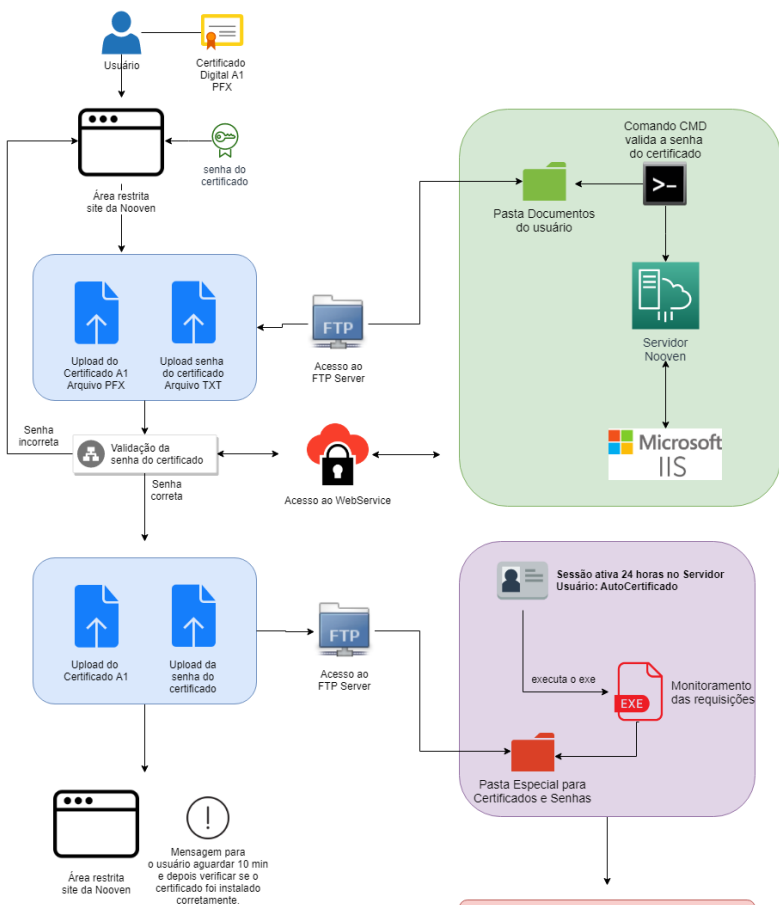 Usuário
Certificado
Digital A1
PFX
senha do
certificado
Área restrita
site da Nooven
Comando CMD
valida a senha
do certificado
>-
Pasta Documentos
do usuário
Servidor
Nooven
Microsoft
IIS
Upload do
Certificado A1
Arquivo PFX
Upload senha
do certificado
Arquivo TXT
FTP
Acesso ao
FTP Server
Senha
incorreta
Validação da
senha do certificado
Senha
correta
Acesso ao WebService
Upload do
Certificado A1
Upload da
senha do
certificado
FTP
Acesso ao
FTP Server
Sessão ativa 24 horas no Servidor
Usuário: AutoCertificado
executa o exe
EXE
Monitoramento
das requisições
Pasta Especial para
Certificados e Senhas
Área restrita
site da Nooven
Mensagem para
o usuário aguardar 10 min
e depois verificar se o
certificado foi instalado
corretamente.